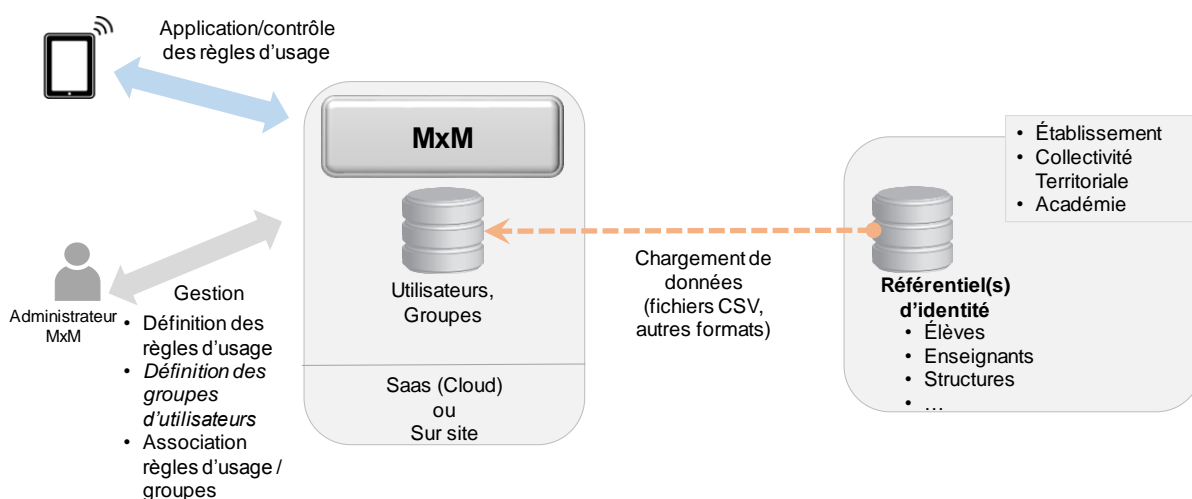 Application/contrôle
des règles d’usage
MxM
Utilisateurs,
Groupes
Saas (Cloud)
ou
Sur site
Administrateur
MxM
Gestion
• Définition des
règles d’usage
• Définition des
groupes
d’utilisateurs
• Association
règles d’usage /
groupes
Chargement de
données
(fichiers CSV,
autres formats)
• Établissement
• Collectivité
Territoriale
• Académie
Référentiel(s)
d’identité
• Élèves
• Enseignants
• Structures
• …